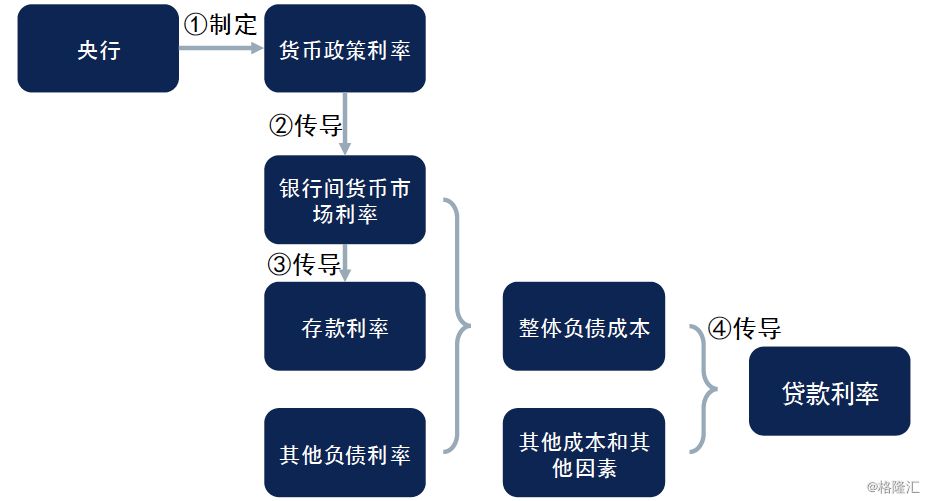 ①制定
央行
货币政策利率
②传导
银行间货币市
场利率
③传导
存款利率
整体负债成本
④传导
贷款利率
其他负债利率
其他成本和其
他因素
@格隆汇